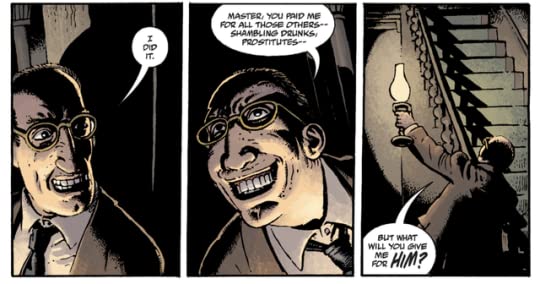 I
DID
IT.
MASTER, YOU PAID ME
FOR ALL THOSE OTHERS--
SHAMBLING DRUNKS,
PROSTITUTES--
BUT WHAT
WILL YOU GIVE
ME
FOR HIM?